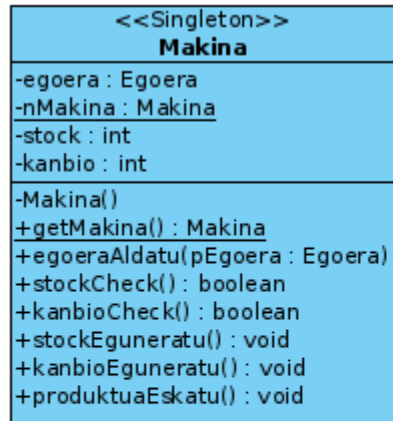 <<Singleton>>
Makina
-egoera : Egoera
-nMakina : Makina
-stock : int
-kanbio : int
-Makina()
+getMakina() : Makina
+egoeraAldatu(pEgoera : Egoera)
+stockCheck() : boolean
+kanbioCheck() : boolean
+stockEguneratu() : void
+kanbioEguneratu() : void
+produktuaEskatu() : void